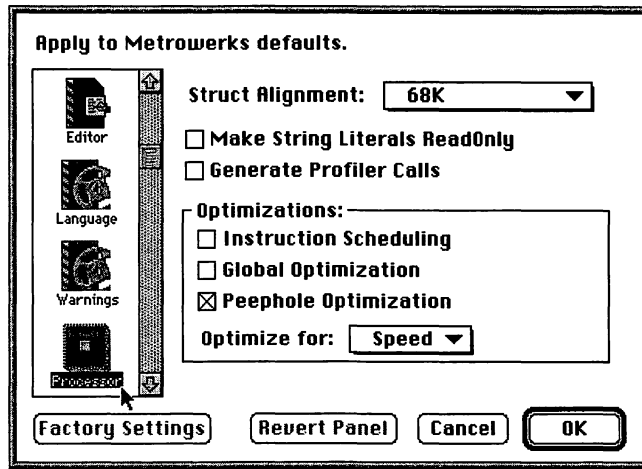 Apply to Metrowerks defaults.
Editor
Language
Warnings
Processor
Struct Alignment: 68K
Make String Literals ReadOnly
Generate Profiler Calls
Optimizations:
Instruction Scheduling
Global Optimization
Peephole Optimization
Optimize for: Speed
Factory Settings Revert Panel Cancel OK